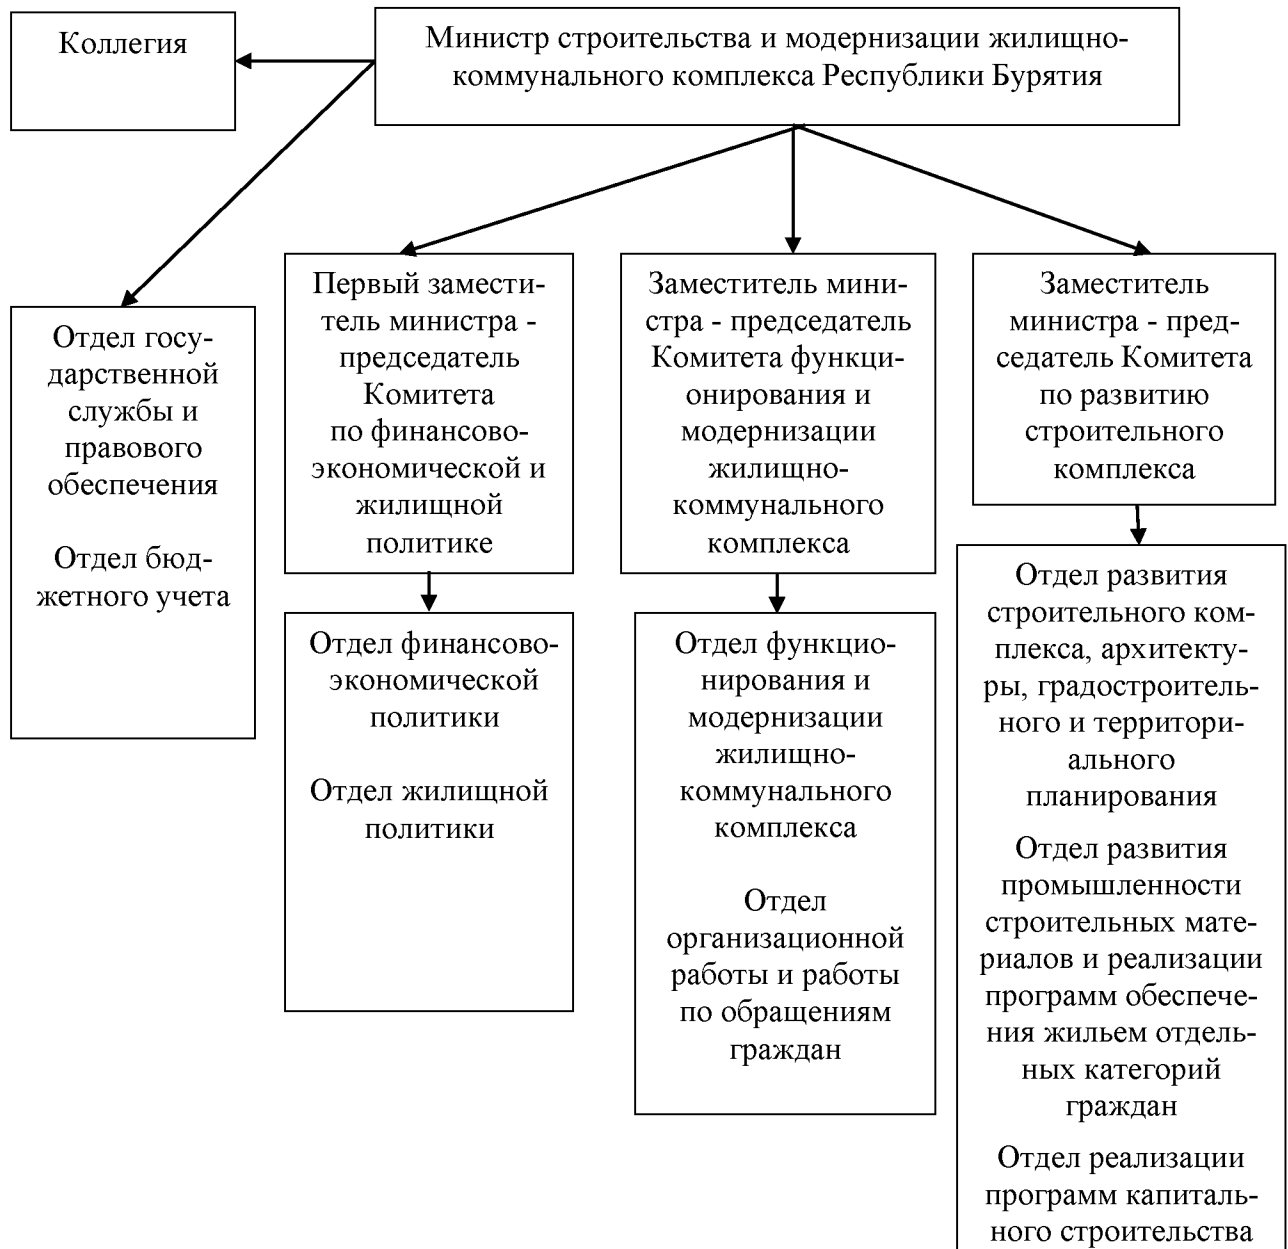 Коллегия
Министр строительства и модернизации жилищно-
коммунального комплекса Республики Бурятия
Отдел госу-
дарственной
службы и
правового
обеспечения
Отдел бюд-
жетного учета
Первый замести-
тель министра -
председатель
Комитета
по финансово-
экономической и
жилищной
политике
Отдел финансово-
экономической
политики
Отдел жилищной
политики
Заместитель мини-
стра - председатель
Комитета функци-
онирования и
модернизации
жилищно-
коммунального
комплекса
Отдел функцио-
нирования и
модернизации
жилищно-
коммунального
комплекса
Отдел
организационной
работы и работы
по обращениям
граждан
Заместитель
министра - пред-
седатель Комитета
по развитию
строительного
комплекса
Отдел развития
строительного ком-
плекса, архитекту-
ры, градостроитель-
ного и территори-
ального
планирования
Отдел развития
промышленности
строительных мате-
риалов и реализации
программ обеспече-
ния жильем отдель-
ных категорий
граждан
Отдел реализации
программ капиталь-
ного строительства